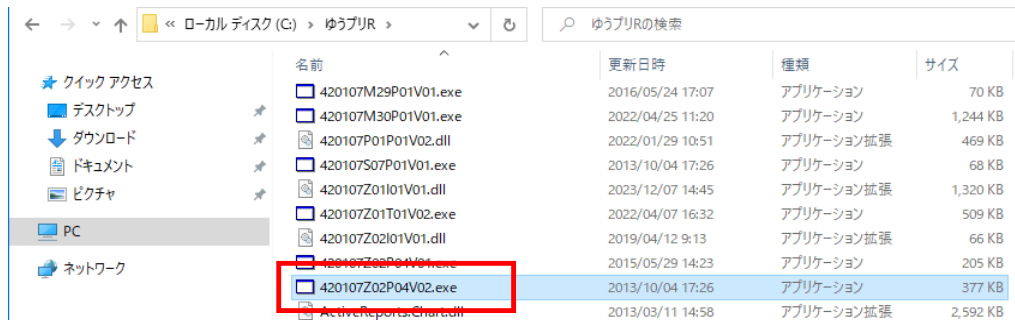 « ローカル ディスク (C:) › ゆうプリR ›
ゆうプリRの検索
クイック アクセス
デスクトップ
ダウンロード
ドキュメント
ピクチャ
PC
ネットワーク
名前 更新日時 種類 サイズ
420107M29P01V01.exe 2016/05/24 17:07 アプリケーション 70 KB
420107M30P01V01.exe 2022/04/25 11:20 アプリケーション 1,244 KB
420107P01P01V02.dll 2022/01/29 10:51 アプリケーション拡張 469 KB
420107S07P01V01.exe 2013/10/04 17:26 アプリケーション 68 KB
420107Z01I01V01.dll 2023/12/07 14:45 アプリケーション拡張 1,320 KB
420107Z01T01V02.exe 2022/04/07 16:32 アプリケーション 509 KB
420107Z02I01V01.dll 2019/04/12 9:13 アプリケーション拡張 66 KB
420107Z02P04V01.exe 2015/05/29 14:23 アプリケーション 205 KB
420107Z02P04V02.exe 2013/10/04 17:26 アプリケーション 377 KB
ActiveReports.Chart.dll 2013/03/11 14:58 アプリケーション拡張 2,592 KB